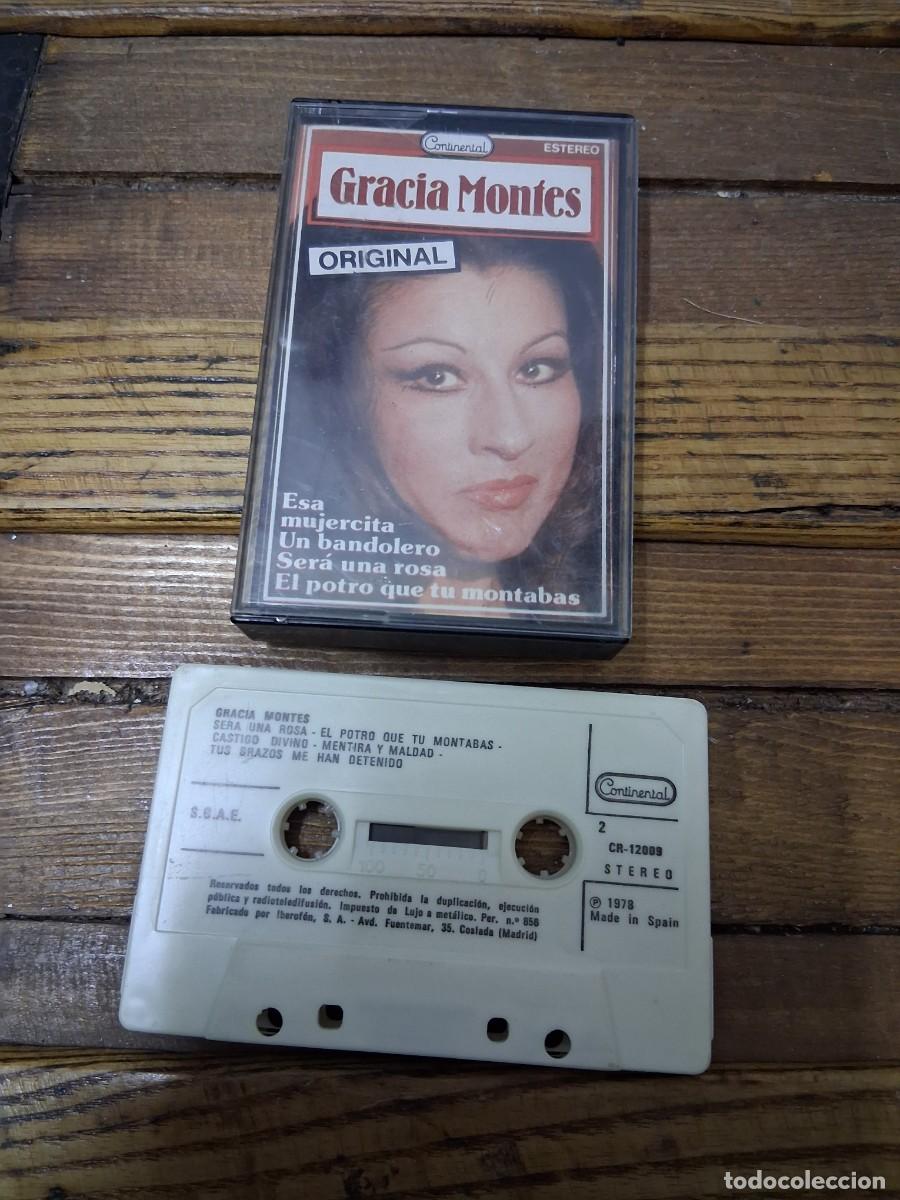 Continental
ESTEREO
Gracia Montes
ORIGINAL
Esa
mujercita
Un bandolero
Será una rosa
El potro que tu montabas
GRACIA MONTES
SERA UNA ROSA - EL POTRO QUE TU MONTABAS -
CASTIGO DIVINO - MENTIRA Y MALDAD -
TUS BRAZOS ME HAN DETENIDO
S.G.A.E.
Continental
2
CR-12009
STEREO
100 50 0
Reservados todos los derechos. Prohibida la duplicación, ejecución
pública y radioteledifusión. Impuesto de Lujo a metálico. Per. n.º 856
Fabricado por Iberofón, S. A. - Avd. Fuentemar, 35. Coslada (Madrid)
℗ 1978
Made in Spain
todocoleccion